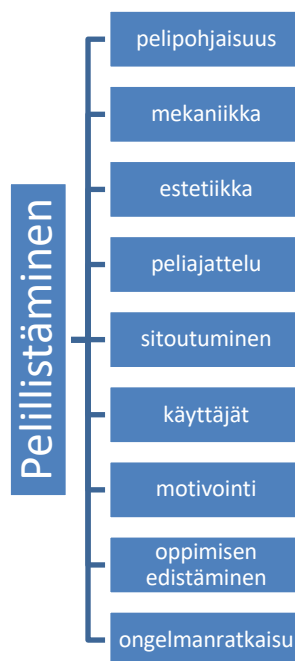 Pelillistäminen
pelipohjaisuus
mekaniikka
estetiikka
peliajattelu
sitoutuminen
käyttäjät
motivointi
oppimisen
edistäminen
ongelmanratkaisu